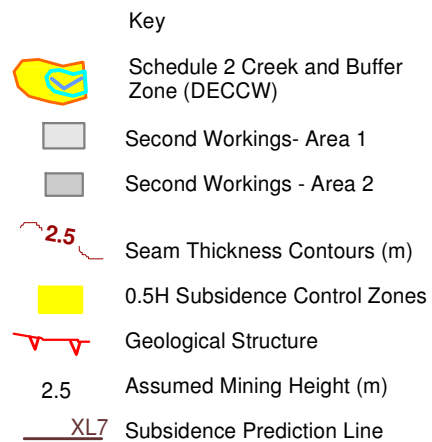 Key
Schedule 2 Creek and Buffer
Zone (DECCW)
Second Workings- Area 1
Second Workings - Area 2
2.5
Seam Thickness Contours (m)
0.5H Subsidence Control Zones
Geological Structure
2.5 Assumed Mining Height (m)
XL7 Subsidence Prediction Line